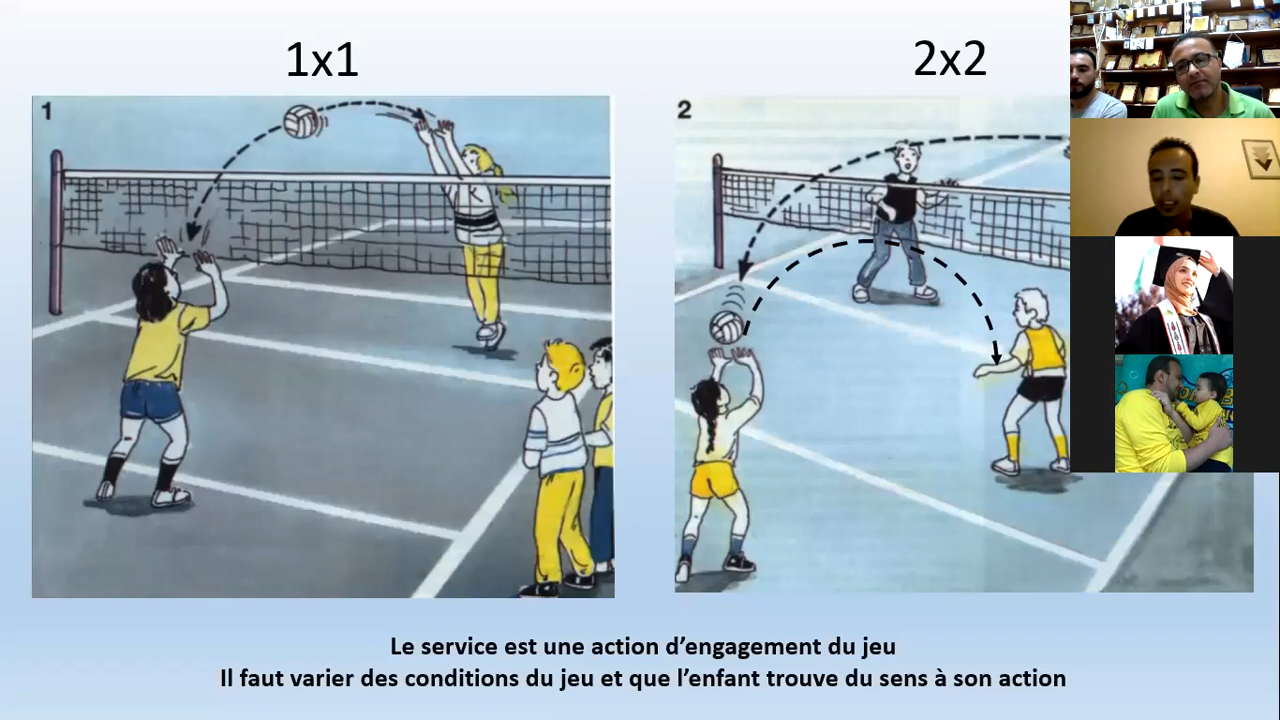 1x1
2x2
1
2
Le service est une action d’engagement du jeu
Il faut varier des conditions du jeu et que l’enfant trouve du sens à son action